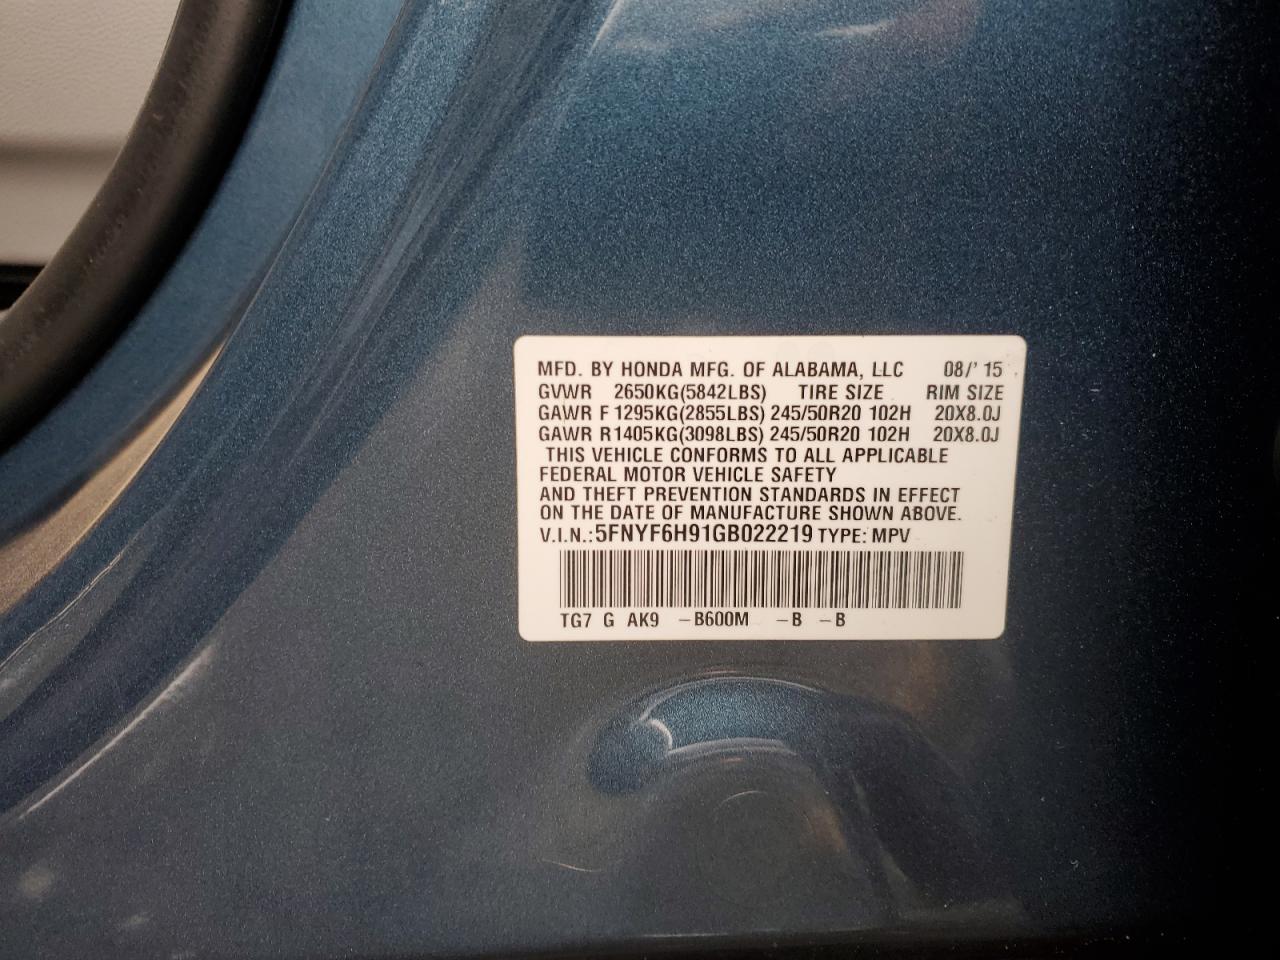 MFD. BY HONDA MFG. OF ALABAMA, LLC 08/'15
GVWR 2650KG(5842LBS) TIRE SIZE RIM SIZE
GAWR F 1295KG(2855LBS) 245/50R20 102H 20X8.0J
GAWR R1405KG(3098LBS) 245/50R20 102H 20X8.0J
THIS VEHICLE CONFORMS TO ALL APPLICABLE
FEDERAL MOTOR VEHICLE SAFETY
AND THEFT PREVENTION STANDARDS IN EFFECT
ON THE DATE OF MANUFACTURE SHOWN ABOVE.
V.I.N.:5FNYF6H91GB022219 TYPE: MPV
TG7 G AK9 -B600M -B -B